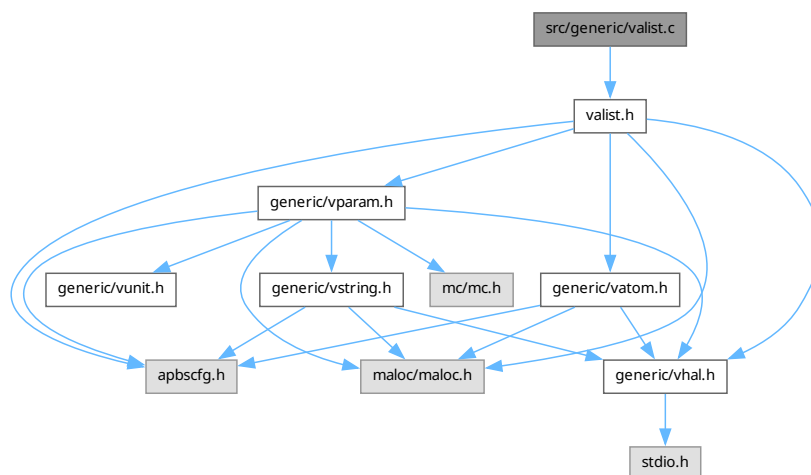 src/generic/valist.c
valist.h
generic/vparam.h
generic/vunit.h
generic/vstring.h
mc/mc.h
generic/vatom.h
apbscfg.h
maloc/maloc.h
generic/vhal.h
stdio.h